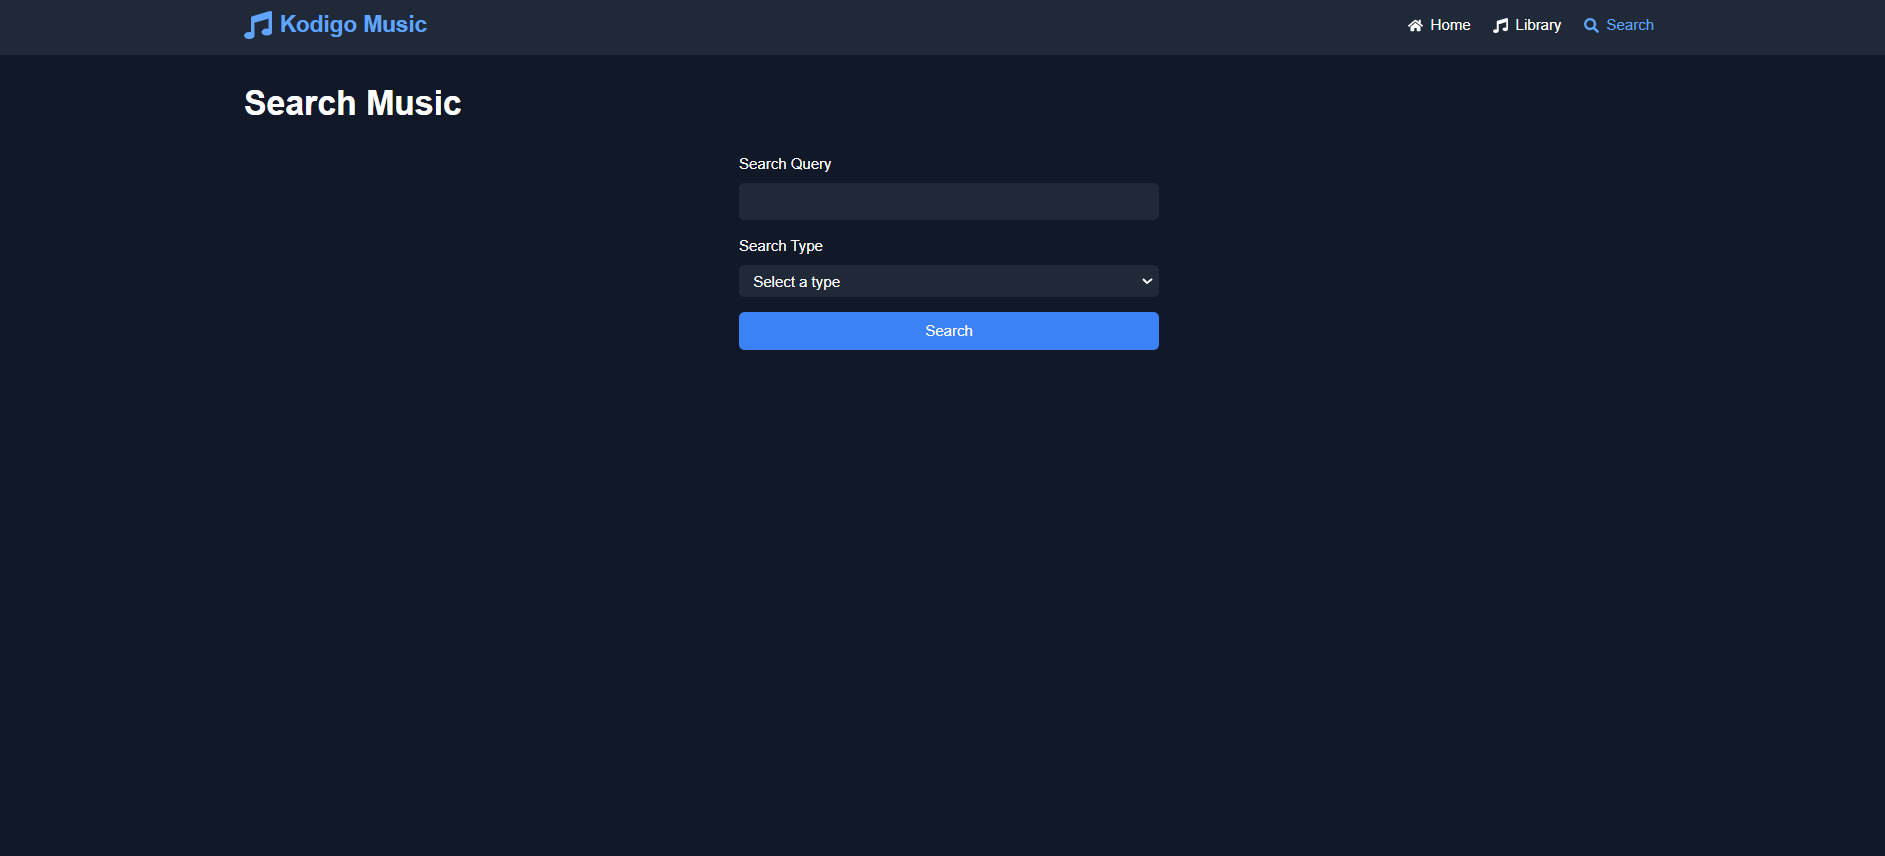 Kodigo Music
Home Library Search
Search Music
Search Query
Search Type
Select a type
Search